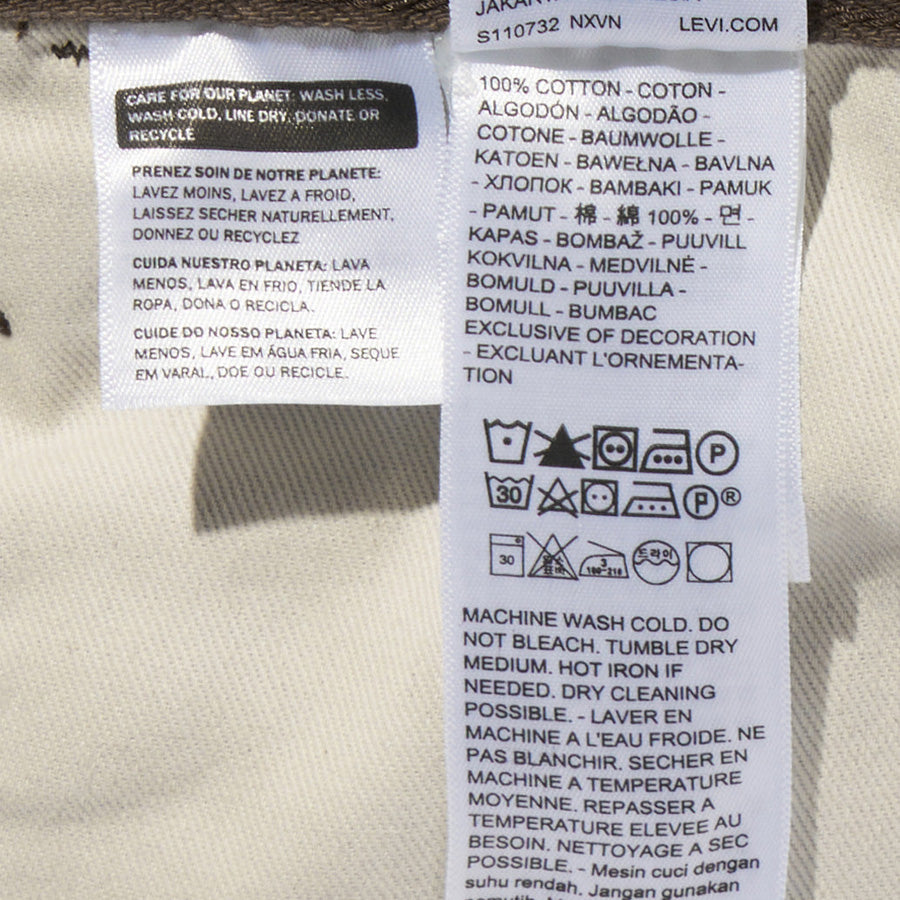 CARE FOR OUR PLANET: WASH LESS,
WASH COLD, LINE DRY, DONATE OR
RECYCLE
PRENEZ SOIN DE NOTRE PLANETE:
LAVEZ MOINS, LAVEZ A FROID,
LAISSEZ SECHER NATURELLEMENT,
DONNEZ OU RECYCLEZ
CUIDA NUESTRO PLANETA: LAVA
MENOS, LAVA EN FRIO, TIENDE LA
ROPA, DONA O RECICLA.
CUIDE DO NOSSO PLANETA: LAVE
MENOS, LAVE EM ÁGUA FRIA, SEQUE
EM VARAL, DOE OU RECICLE.
S110732 NXVN LEVI.COM
100% COTTON - COTON -
ALGODÓN - ALGODÃO -
COTONE - BAUMWOLLE -
KATOEN - BAWEŁNA - BAVLNA
- ХЛОПОК - BAMBAKI - PAMUK
- PAMUT - 棉 - 綿 100% - 면 -
KAPAS - BOMBAŽ - PUUVILL
KOKVILNA - MEDVILNĖ -
BOMULD - PUUVILLA -
BOMULL - BUMBAC
EXCLUSIVE OF DECORATION
- EXCLUANT L'ORNEMENTA-
TION
P
30 P®
30 3 180-210 드라이
MACHINE WASH COLD. DO
NOT BLEACH. TUMBLE DRY
MEDIUM. HOT IRON IF
NEEDED. DRY CLEANING
POSSIBLE. - LAVER EN
MACHINE A L'EAU FROIDE. NE
PAS BLANCHIR. SECHER EN
MACHINE A TEMPERATURE
MOYENNE. REPASSER A
TEMPERATURE ELEVEE AU
BESOIN. NETTOYAGE A SEC
POSSIBLE. - Mesin cuci dengan
suhu rendah. Jangan gunakan